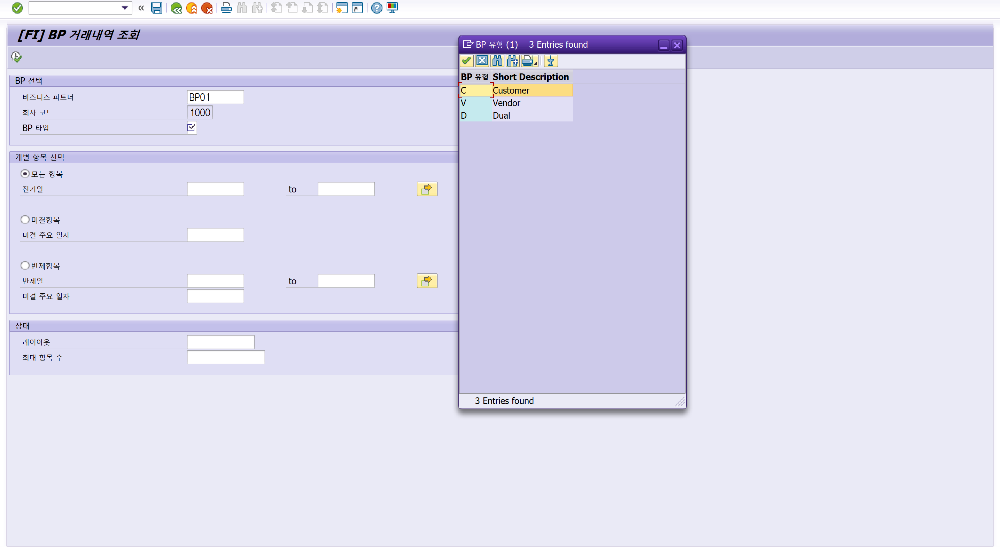 [FI] BP 거래내역 조회
BP 선택
비즈니스 파트너 BP01
회사 코드 1000
BP 타입
개별 항목 선택
모든 항목
전기일 to
미결항목
미결 주요 일자
반제항목
반제일 to
미결 주요 일자
상태
레이아웃
최대 항목 수
BP 유형 (1) 3 Entries found
BP 유형 Short Description
C Customer
V Vendor
D Dual
3 Entries found